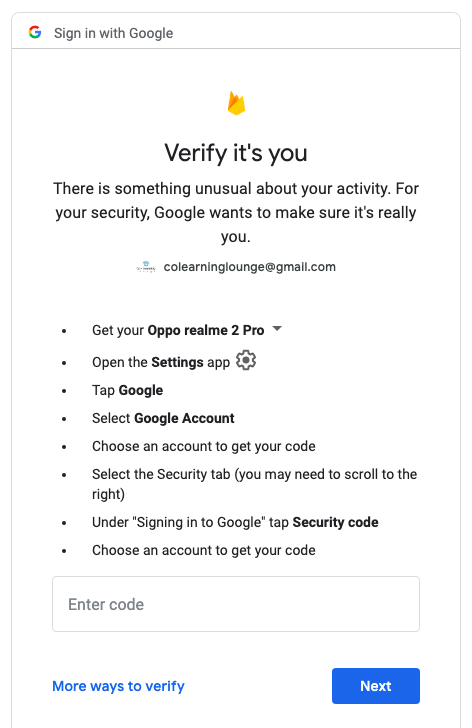 Sign in with Google
Verify it's you
There is something unusual about your activity. For
your security, Google wants to make sure it's really
you.
colearninglounge@gmail.com
Get your Oppo realme 2 Pro
Open the Settings app
Tap Google
Select Google Account
Choose an account to get your code
Select the Security tab (you may need to scroll to the
right)
Under "Signing in to Google" tap Security code
Choose an account to get your code
Enter code
More ways to verify
Next